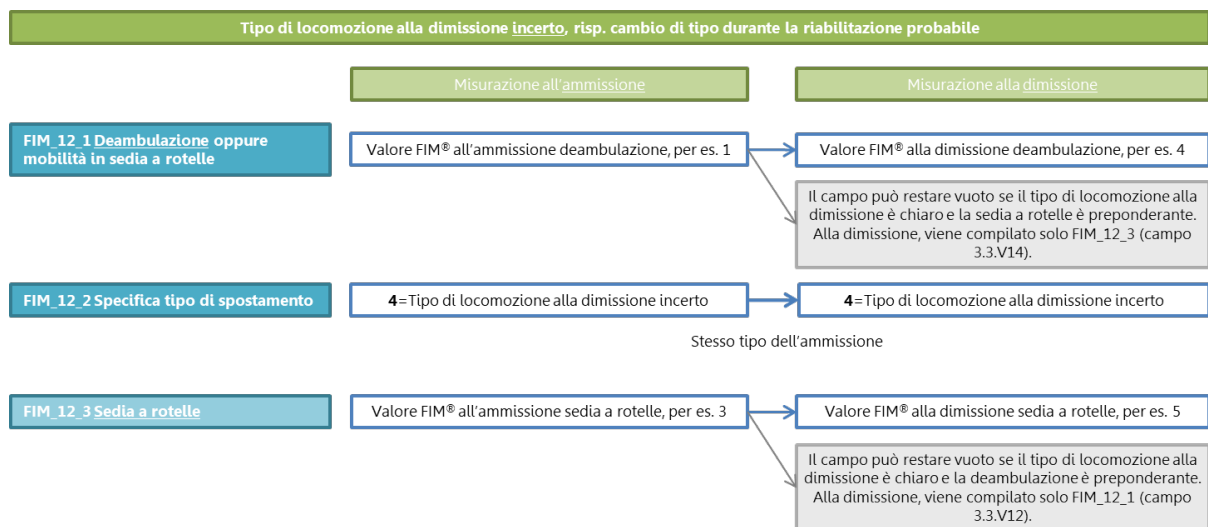 Tipo di locomozione alla dimissione incerto, risp. cambio di tipo durante la riabilitazione probabile
Misurazione all'ammissione
Misurazione alla dimissione
FIM_12_1 Deambulazione oppure
mobilità in sedia a rotelle
Valore FIM® all'ammissione deambulazione, per es. 1
Valore FIM® alla dimissione deambulazione, per es. 4
Il campo può restare vuoto se il tipo di locomozione alla
dimissione è chiaro e la sedia a rotelle è preponderante.
Alla dimissione, viene compilato solo FIM_12_3 (campo
3.3.V14).
FIM_12_2 Specifica tipo di spostamento
4=Tipo di locomozione alla dimissione incerto
4=Tipo di locomozione alla dimissione incerto
Stesso tipo dell'ammissione
FIM_12_3 Sedia a rotelle
Valore FIM® all'ammissione sedia a rotelle, per es. 3
Valore FIM® alla dimissione sedia a rotelle, per es. 5
Il campo può restare vuoto se il tipo di locomozione alla
dimissione è chiaro e la deambulazione è preponderante.
Alla dimissione, viene compilato solo FIM_12_1 (campo
3.3.V12).